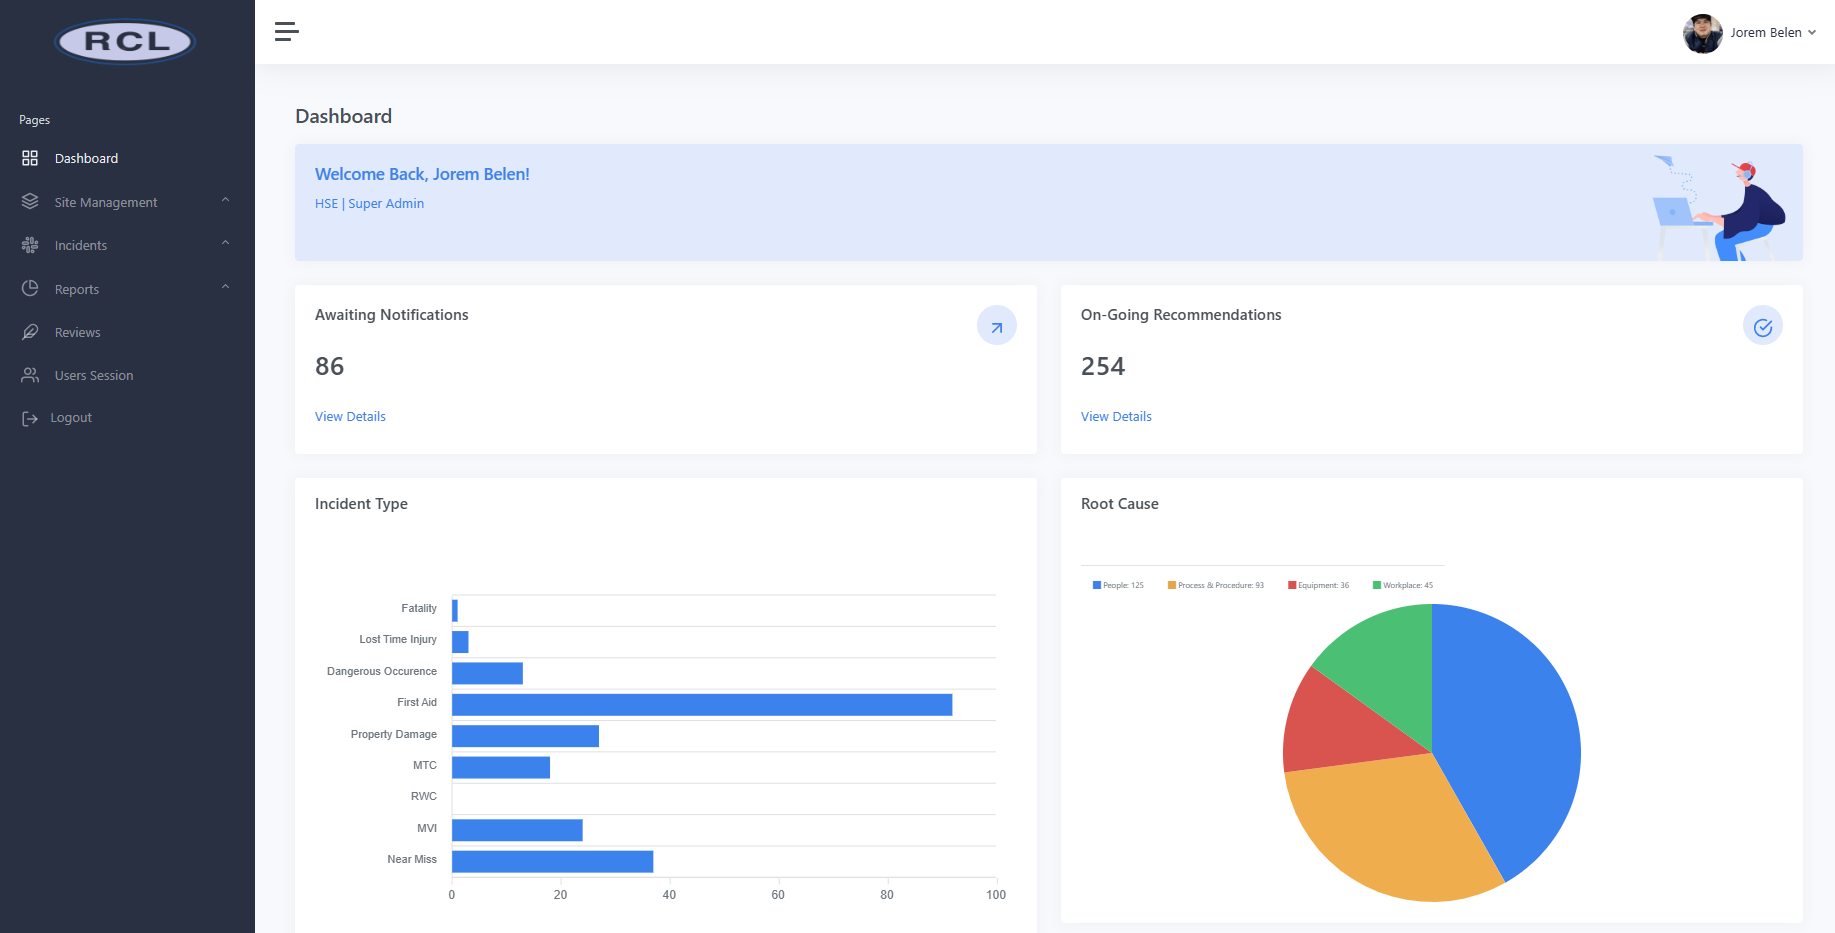 RCL
Jorem Belen
Pages
Dashboard
Site Management
Incidents
Reports
Reviews
Users Session
Logout
Dashboard
Welcome Back, Jorem Belen!
HSE | Super Admin
Awaiting Notifications
86
View Details
On-Going Recommendations
254
View Details
Incident Type
Fatality
Lost Time Injury
Dangerous Occurence
First Aid
Property Damage
MTC
RWC
MVI
Near Miss
0 20 40 60 80 100
Root Cause
People: 125 Process & Procedure: 93 Equipment: 36 Workplace: 45